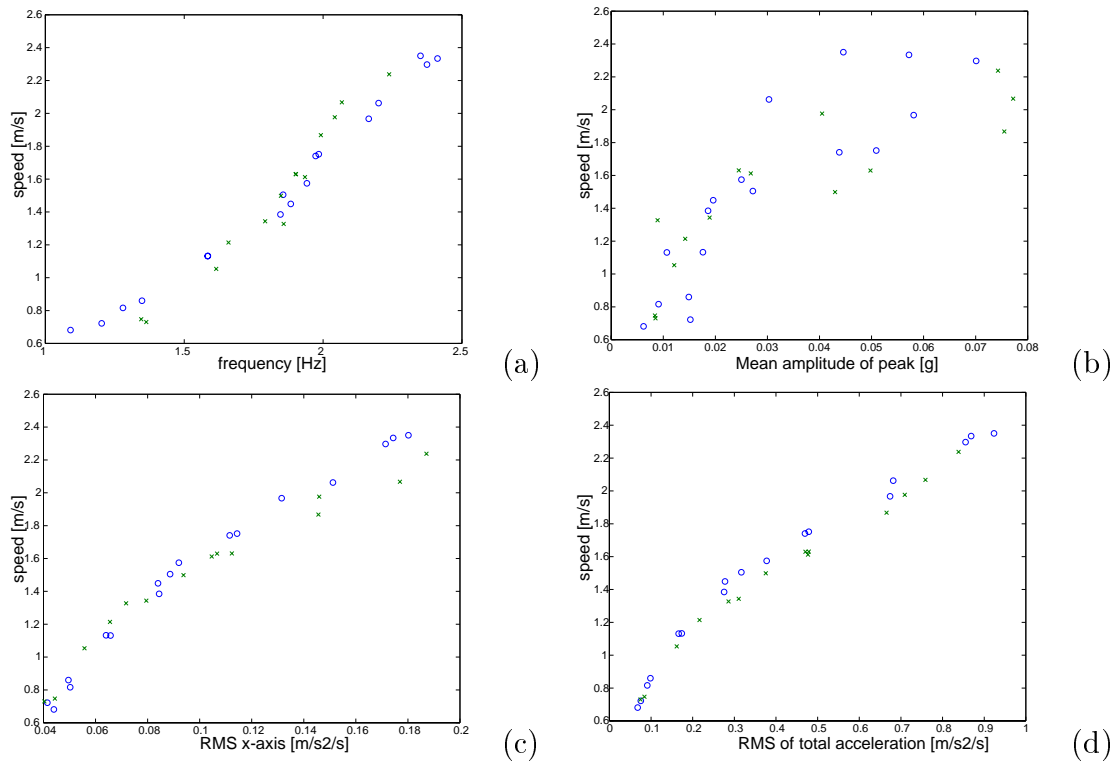 2.6
2.4
2.2
2
1.8
1.6
1.4
1.2
1
0.8
0.6
speed [m/s]
1 1.5 2 2.5
frequency [Hz]
(a)
2.6
2.4
2.2
2
1.8
1.6
1.4
1.2
1
0.8
0.6
speed [m/s]
0 0.01 0.02 0.03 0.04 0.05 0.06 0.07 0.08
Mean amplitude of peak [g]
(b)
2.6
2.4
2.2
2
1.8
1.6
1.4
1.2
1
0.8
0.6
speed [m/s]
0.04 0.06 0.08 0.1 0.12 0.14 0.16 0.18 0.2
RMS x-axis [m/s2/s]
(c)
2.6
2.4
2.2
2
1.8
1.6
1.4
1.2
1
0.8
0.6
speed [m/s]
0 0.1 0.2 0.3 0.4 0.5 0.6 0.7 0.8 0.9 1
RMS of total acceleration [m/s2/s]
(d)